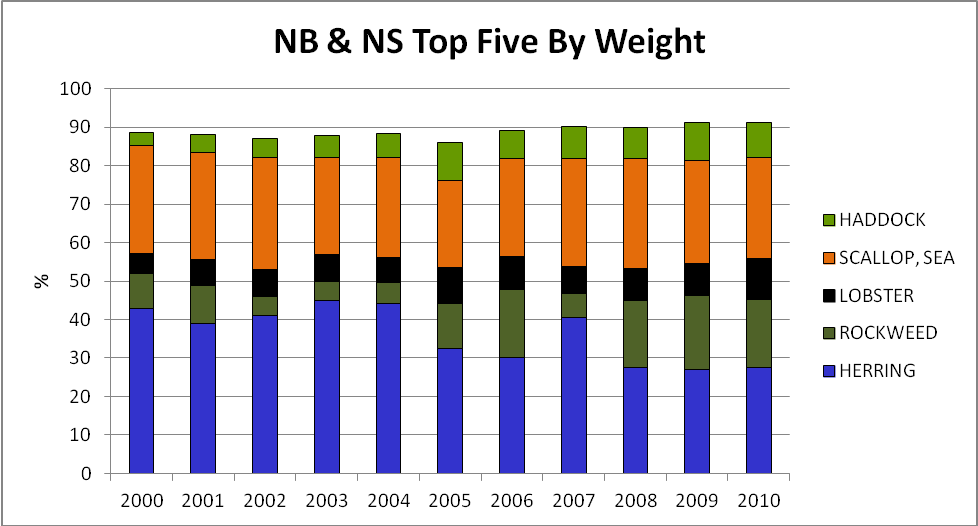 NB & NS Top Five By Weight
100
90
80
70
60
50
40
30
20
10
0
%
2000 2001 2002 2003 2004 2005 2006 2007 2008 2009 2010
HADDOCK
SCALLOP, SEA
LOBSTER
ROCKWEED
HERRING